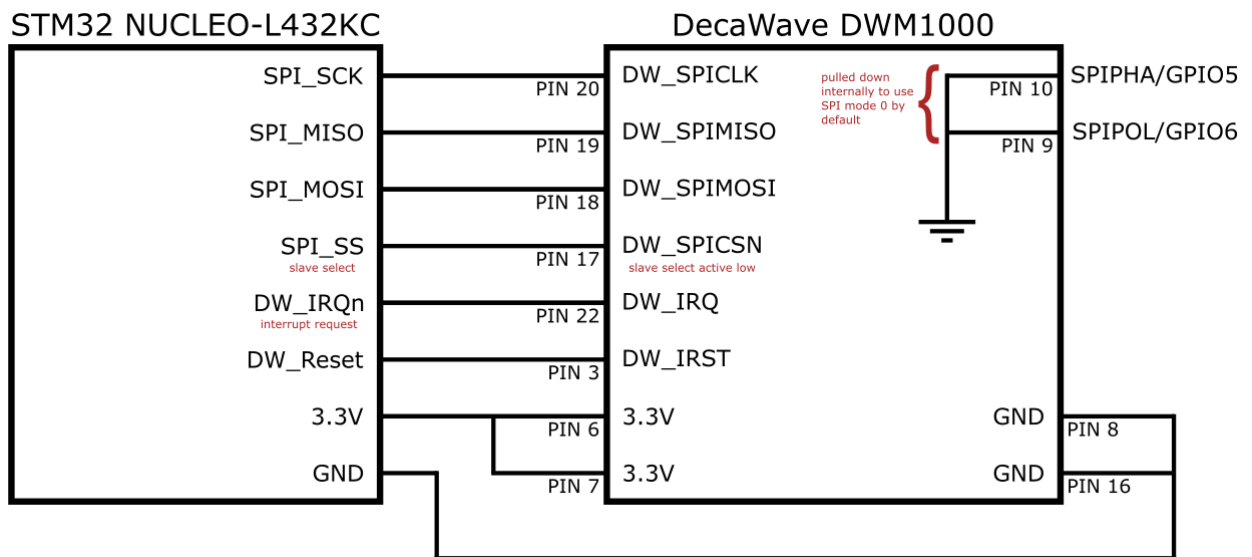 STM32 NUCLEO-L432KC
DecaWave DWM1000
SPI_SCK
PIN 20
DW_SPICLK
pulled down
internally to use
SPI mode 0 by
default
PIN 10
SPIPHA/GPIO5
SPI_MISO
PIN 19
DW_SPIMISO
PIN 9
SPIPOL/GPIO6
SPI_MOSI
PIN 18
DW_SPIMOSI
SPI_SS
slave select
PIN 17
DW_SPICSN
slave select active low
DW_IRQn
interrupt request
PIN 22
DW_IRQ
DW_Reset
PIN 3
DW_IRST
3.3V
PIN 6
3.3V
GND
PIN 8
GND
PIN 7
3.3V
GND
PIN 16